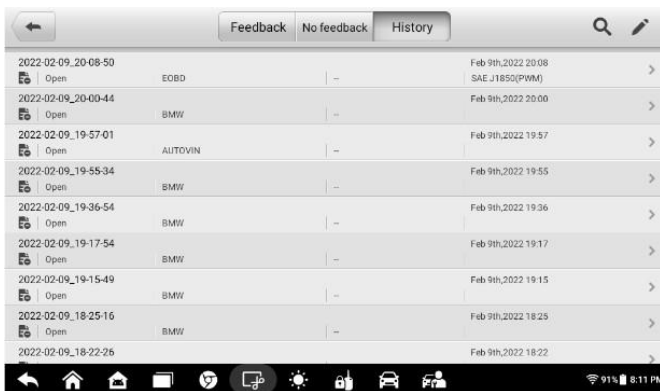 Feedback No feedback History
2022-02-09_20-08-50 Feb 9th,2022 20:08
Open EOBD -- SAE J1850(PWM)
2022-02-09_20-00-44 Feb 9th,2022 20:00
Open BMW --
2022-02-09_19-57-01 Feb 9th,2022 19:57
Open AUTOVIN --
2022-02-09_19-55-34 Feb 9th,2022 19:55
Open BMW --
2022-02-09_19-36-54 Feb 9th,2022 19:36
Open BMW --
2022-02-09_19-17-54 Feb 9th,2022 19:17
Open BMW --
2022-02-09_19-15-49 Feb 9th,2022 19:15
Open BMW --
2022-02-09_18-25-16 Feb 9th,2022 18:25
Open BMW --
2022-02-09_18-22-26 Feb 9th,2022 18:22
91% 8:11 PM